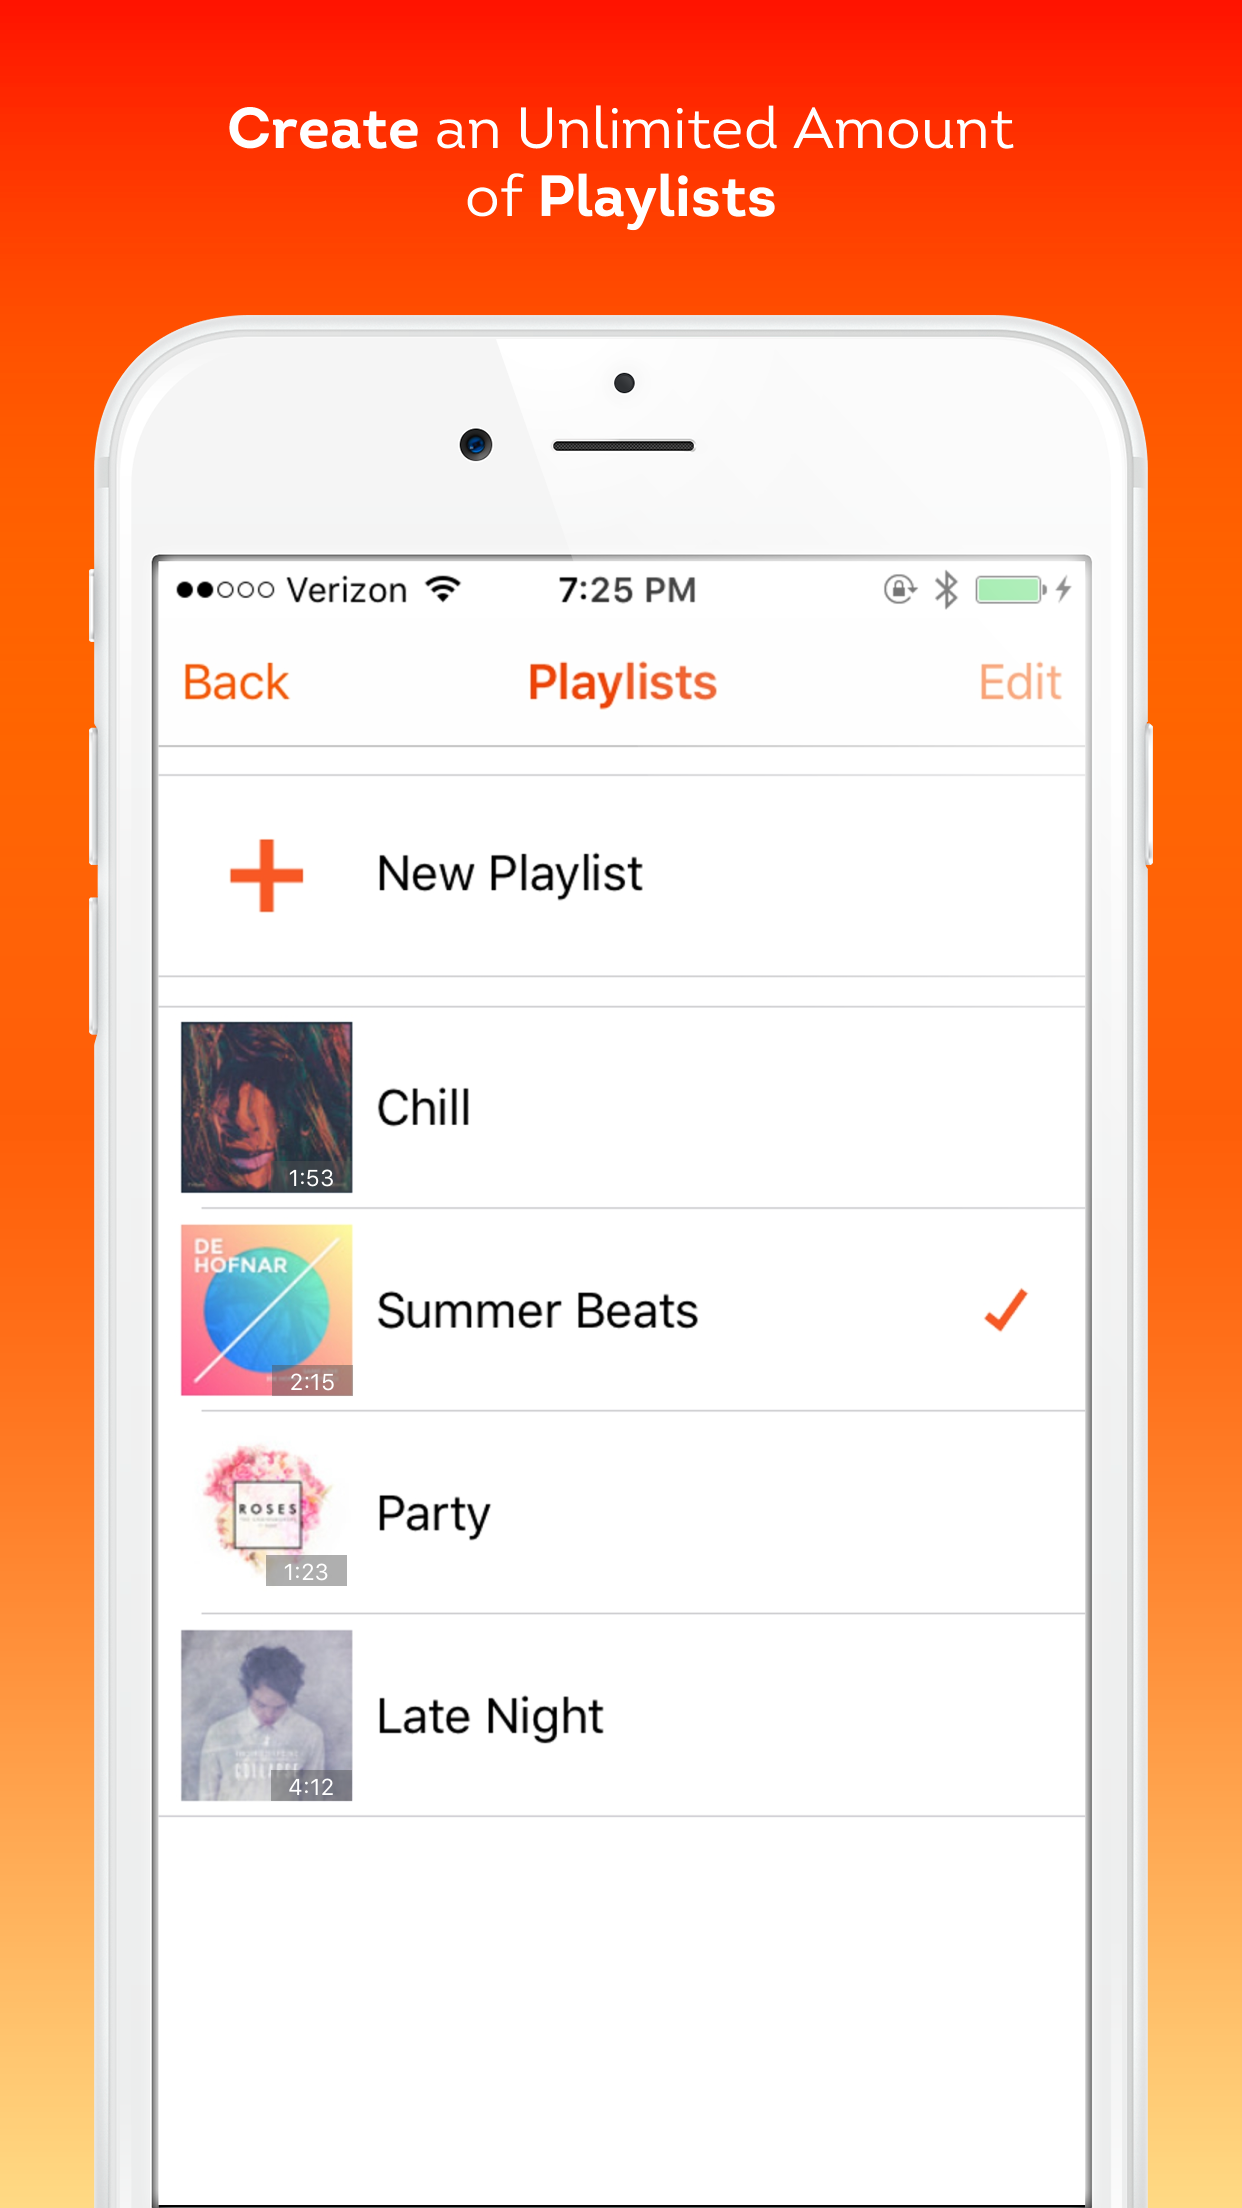 Create an Unlimited Amount
of Playlists
Verizon
7:25 PM
Back
Playlists
Edit
New Playlist
Chill
1:53
DE
HOFNAR
Summer Beats
2:15
ROSES
Party
1:23
Late Night
COLLAPSE
4:12